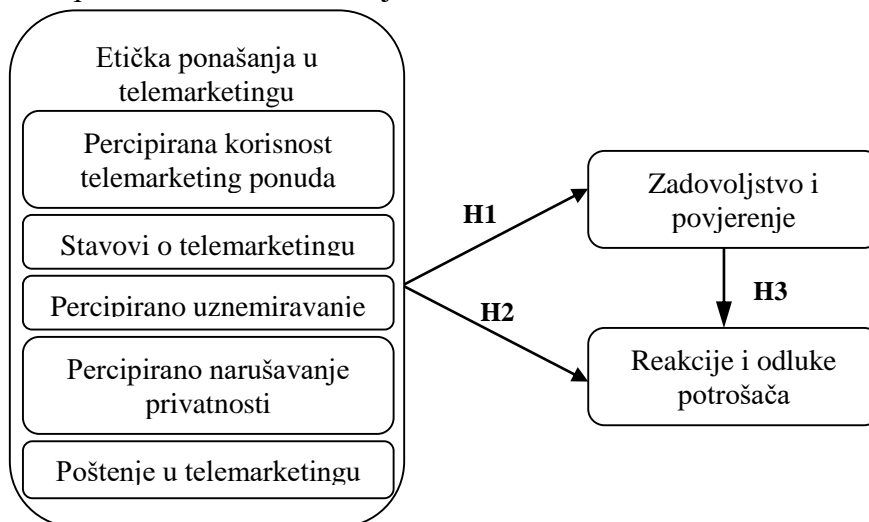 Etička ponašanja u
telemarketingu
Percipirana korisnost
telemarketing ponuda
Stavovi o telemarketingu
Percipirano uznemiravanje
Percipirano narušavanje
privatnosti
Poštenje u telemarketingu
H1
H2
Zadovoljstvo i
povjerenje
H3
Reakcije i odluke
potrošača